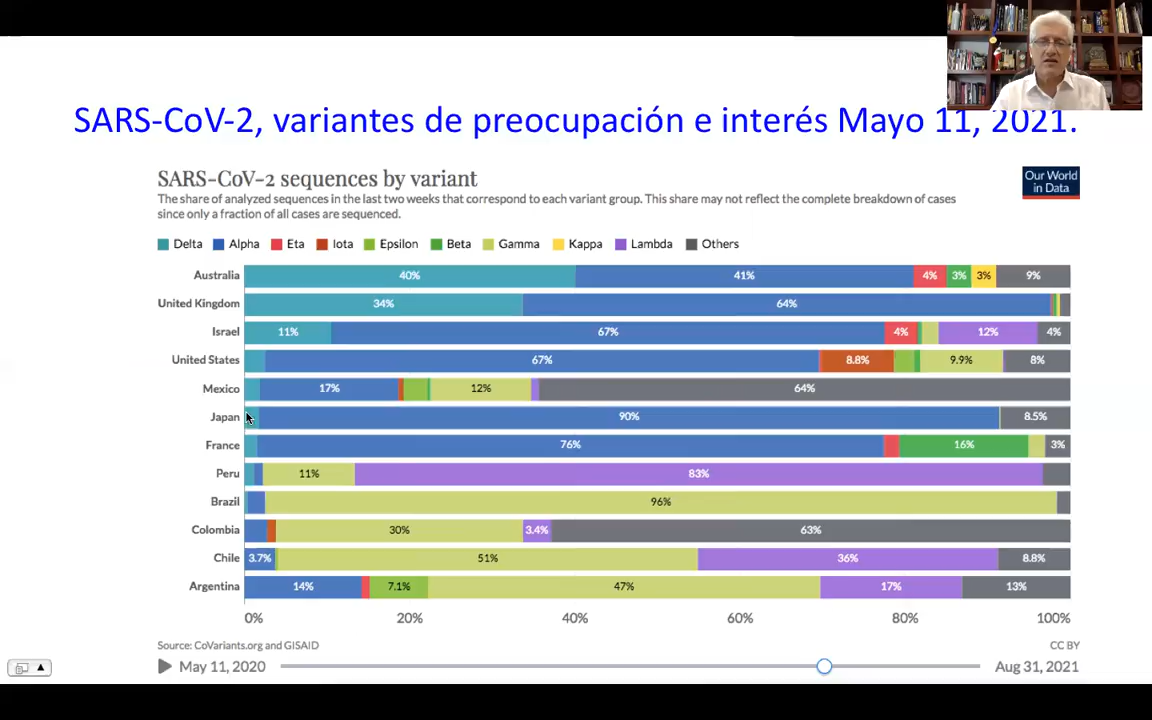 SARS-CoV-2, variantes de preocupación e interés Mayo 11, 2021.
SARS-CoV-2 sequences by variant
Our World
in Data
The share of analyzed sequences in the last two weeks that correspond to each variant group. This share may not reflect the complete breakdown of cases
since only a fraction of all cases are sequenced.
Delta Alpha Eta Iota Epsilon Beta Gamma Kappa Lambda Others
Australia 40% 41% 4% 3% 3% 9%
United Kingdom 34% 64%
Israel 11% 67% 4% 12% 4%
United States 67% 8.8% 9.9% 8%
Mexico 17% 12% 64%
Japan 90% 8.5%
France 76% 16% 3%
Peru 11% 83%
Brazil 96%
Colombia 30% 3.4% 63%
Chile 3.7% 51% 36% 8.8%
Argentina 14% 7.1% 47% 17% 13%
0% 20% 40% 60% 80% 100%
Source: CoVariants.org and GISAID CC BY
May 11, 2020 Aug 31, 2021